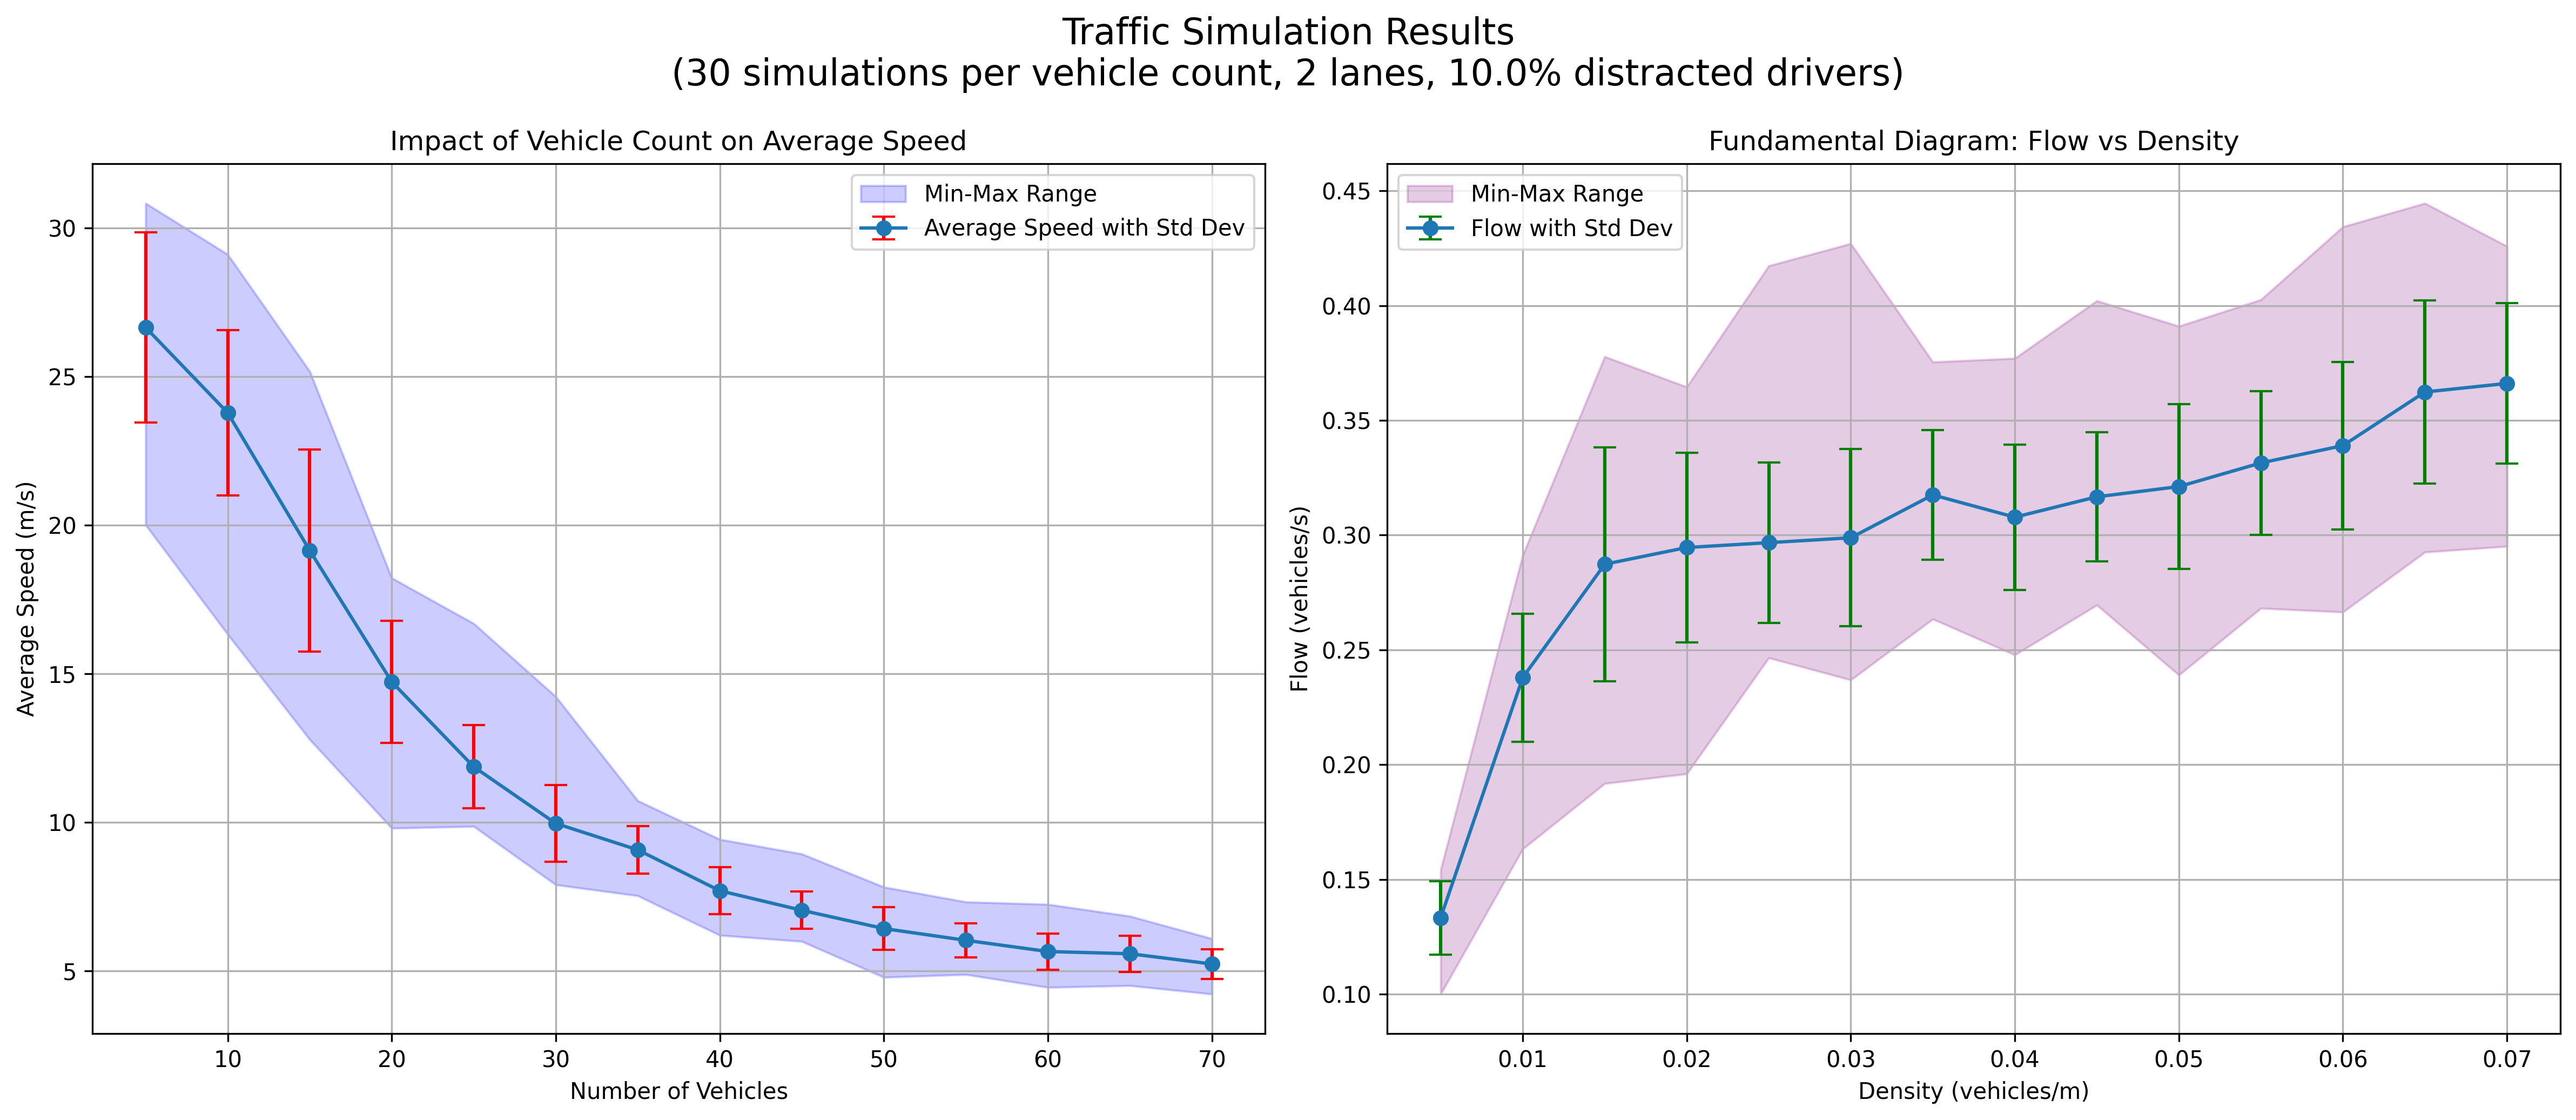 Traffic Simulation Results
(30 simulations per vehicle count, 2 lanes, 10.0% distracted drivers)
Impact of Vehicle Count on Average Speed
Min-Max Range
Average Speed with Std Dev
30
25
20
15
10
5
Average Speed (m/s)
10 20 30 40 50 60 70
Number of Vehicles
Fundamental Diagram: Flow vs Density
Min-Max Range
Flow with Std Dev
0.45
0.40
0.35
0.30
0.25
0.20
0.15
0.10
Flow (vehicles/s)
0.01 0.02 0.03 0.04 0.05 0.06 0.07
Density (vehicles/m)